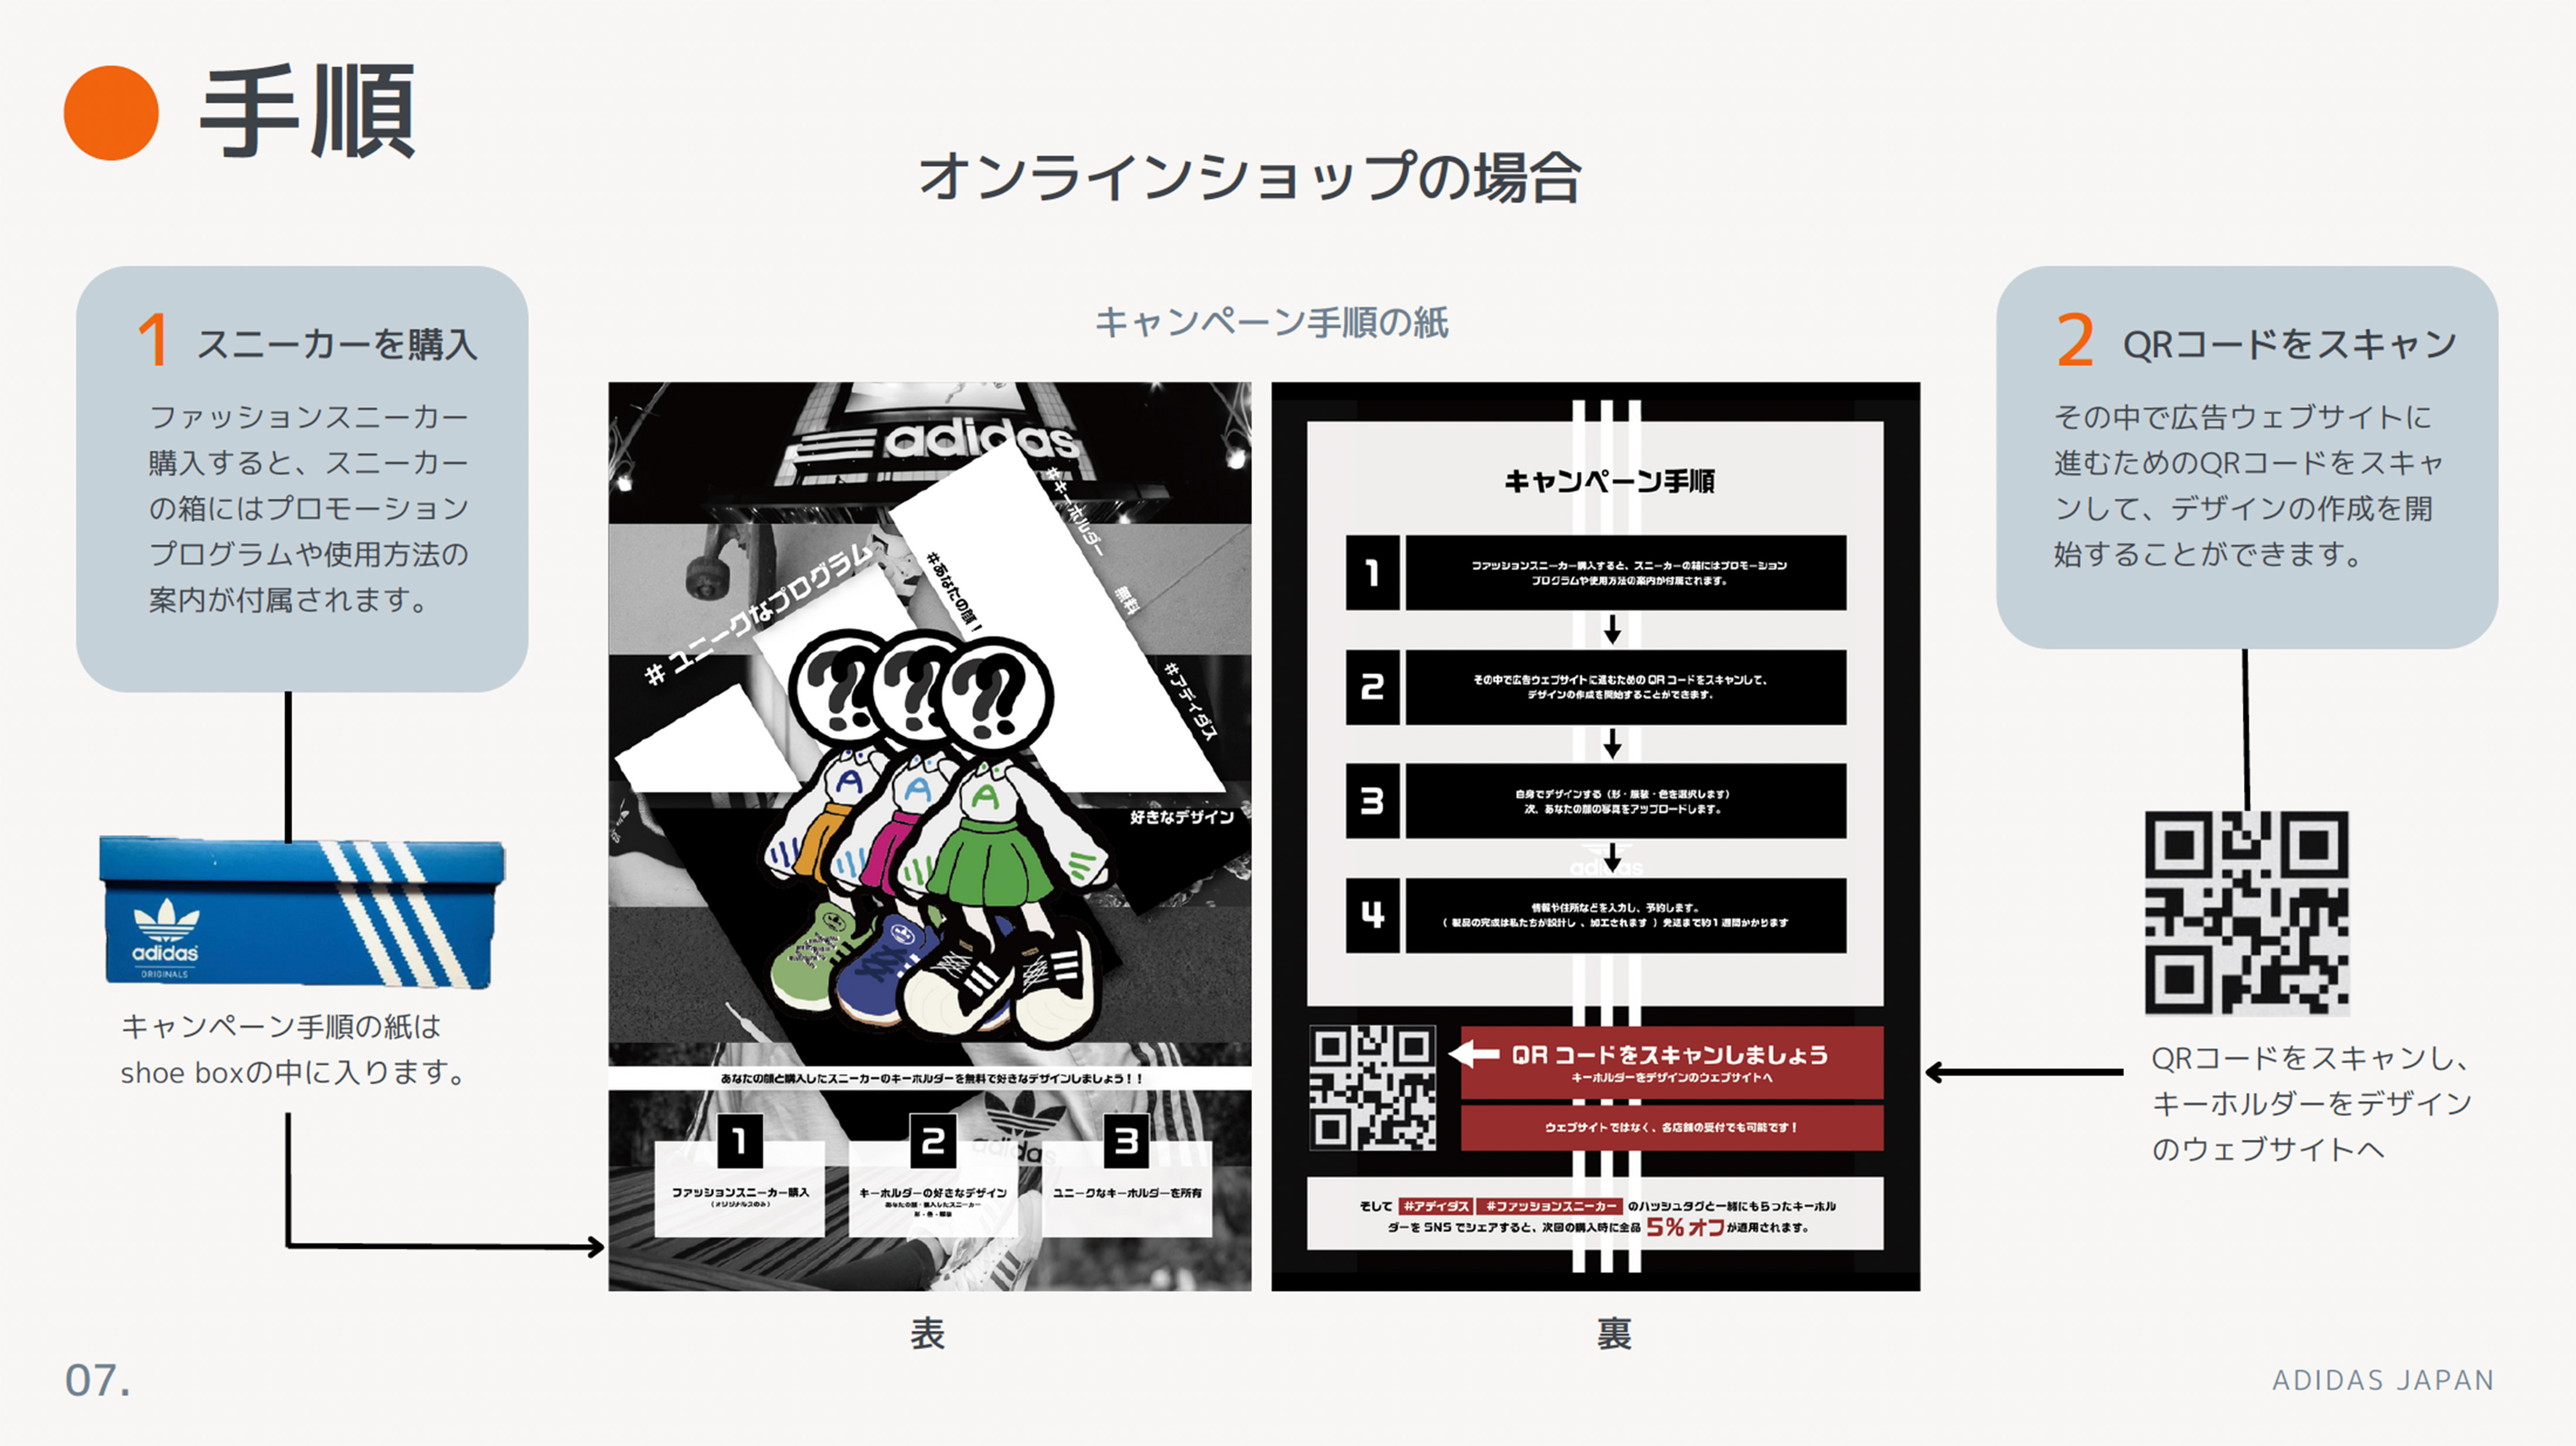 手順
オンラインショップの場合
1 スニーカーを購入
ファッションスニーカー
購入すると、スニーカー
の箱にはプロモーション
プログラムや使用方法の
案内が付属されます。
adidas
ORIGINALS
キャンペーン手順の紙は
shoe boxの中に入ります。
キャンペーン手順の紙
adidas
#キーホルダー
無料
#アディダス
#あなたの顔！
# ユニークなプログラム
? ? ?
A A A
好きなデザイン
あなたの顔と購入したスニーカーのキーホルダーを無料で好きなデザインしましょう！！
adidas
1
ファッションスニーカー購入
（オリジナルスのみ）
2
キーホルダーの好きなデザイン
あなたの顔・購入したスニーカー
形・色・服装
3
ユニークなキーホルダーを所有
表
キャンペーン手順
1
ファッションスニーカー購入すると、スニーカーの箱にはプロモーション
プログラムや使用方法の案内が付属されます。
2
その中で広告ウェブサイトに進むための QR コードをスキャンして、
デザインの作成を開始することができます。
3
自身でデザインする（形・服装・色を選択します）
次、あなたの顔の写真をアップロードします。
adidas
4
情報や住所などを入力し、予約します。
（ 製品の完成は私たちが設計し 、加工されます ）発送まで約1 週間かかります
QR コードをスキャンしましょう
キーホルダーをデザインのウェブサイトへ
ウェブサイトではなく、各店舗の受付でも可能です！
そして #アディダス #ファッションスニーカー のハッシュタグと一緒にもらったキーホル
ダーを SNS でシェアすると、次回の購入時に全品 5% オフ が適用されます。
裏
2 QRコードをスキャン
その中で広告ウェブサイトに
進むためのQRコードをスキャ
ンして、デザインの作成を開
始することができます。
QRコードをスキャンし、
キーホルダーをデザイン
のウェブサイトへ
07.
ADIDAS JAPAN